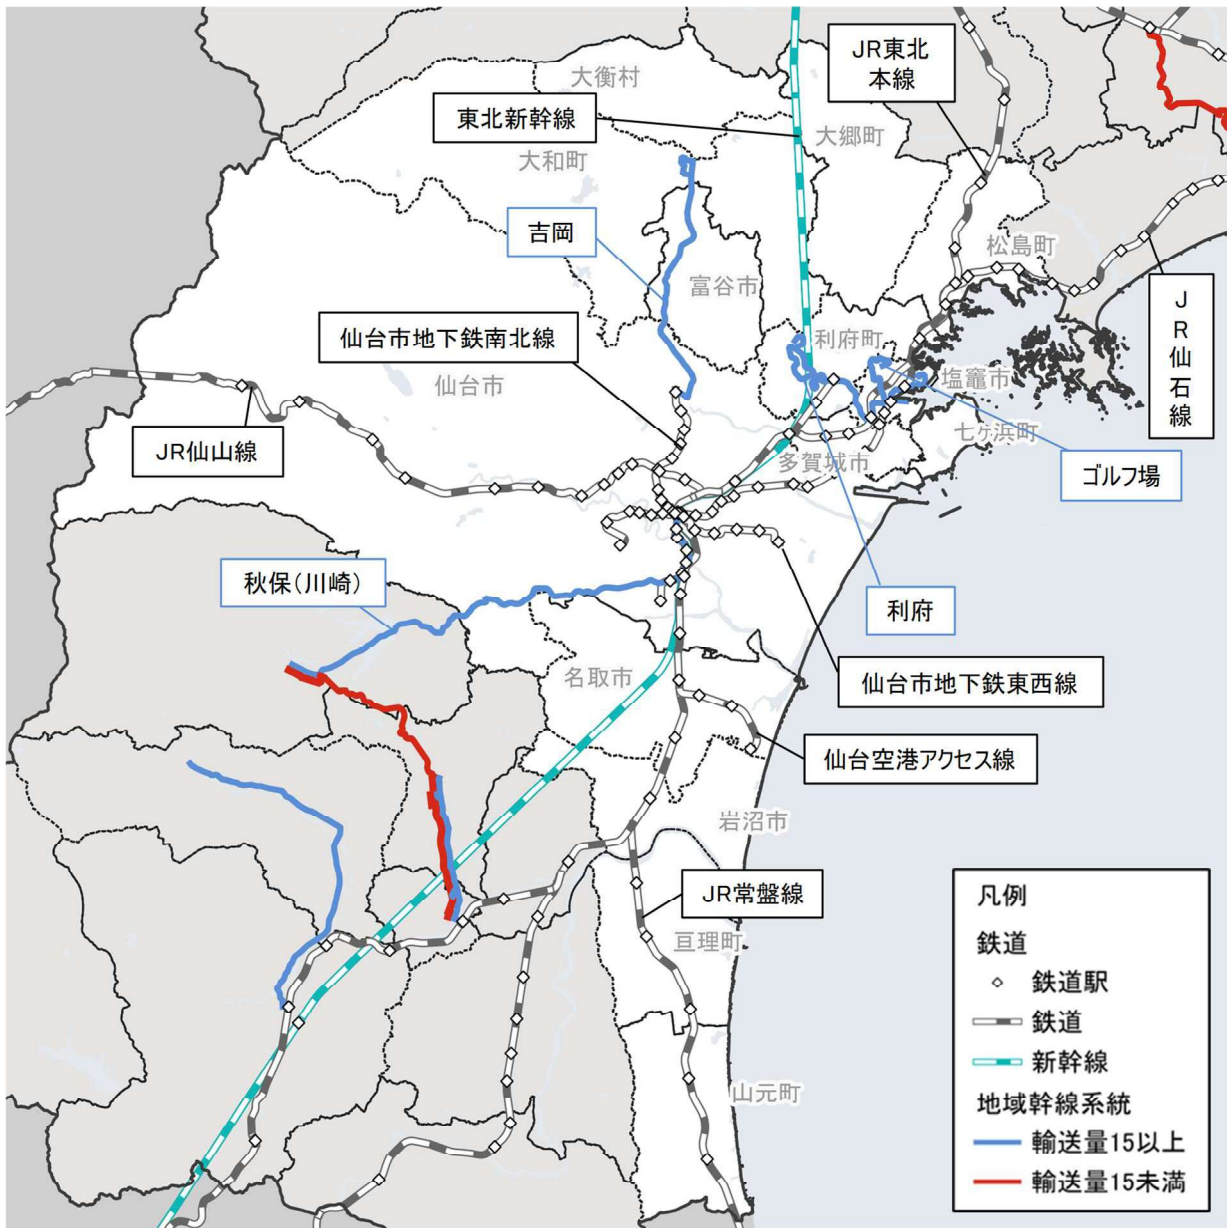 JR東北
本線
大衡村
東北新幹線
大郷町
大和町
吉岡
松島町
富谷市
JR仙石線
仙台市地下鉄南北線
利府町
仙台市
塩竈市
七ヶ浜町
JR仙山線
多賀城市
ゴルフ場
秋保(川崎)
利府
名取市
仙台市地下鉄東西線
仙台空港アクセス線
岩沼市
JR常盤線
亘理町
山元町
凡例
鉄道
鉄道駅
鉄道
新幹線
地域幹線系統
輸送量15以上
輸送量15未満